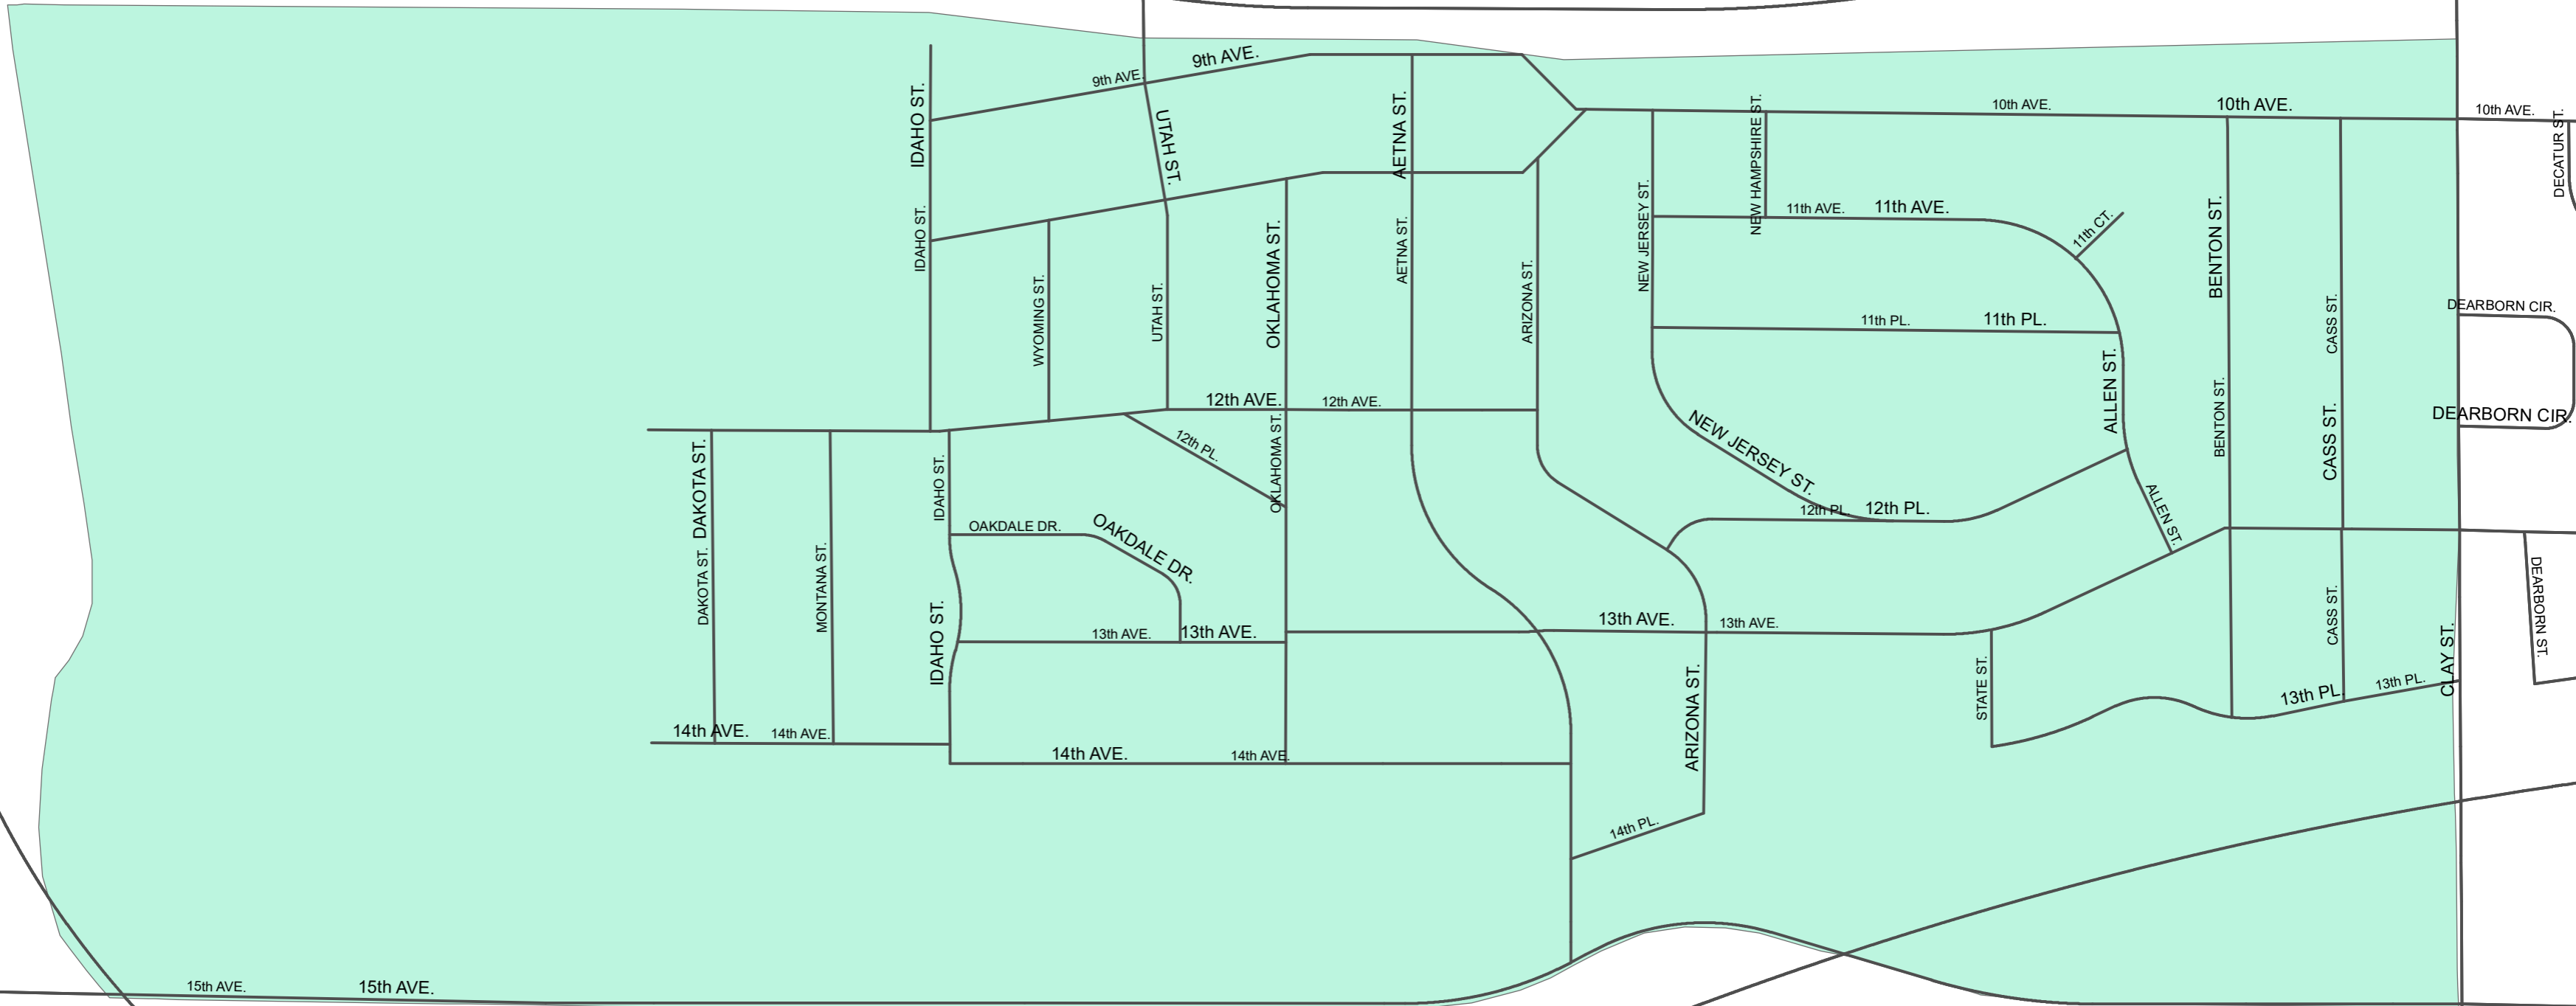 9th AVE.
9th AVE.
IDAHO ST.
UTAH ST.
AETNA ST.
NEW HAMPSHIRE ST.
10th AVE.
10th AVE.
10th AVE.
DECATUR ST.
IDAHO ST.
WYOMING ST.
UTAH ST.
OKLAHOMA ST.
AETNA ST.
ARIZONA ST.
NEW JERSEY ST.
11th AVE.
11th AVE.
11th CT.
BENTON ST.
11th PL.
11th PL.
CASS ST.
DEARBORN CIR.
ALLEN ST.
BENTON ST.
CASS ST.
DEARBORN CIR.
12th AVE.
12th AVE.
12th PL.
OKLAHOMA ST.
NEW JERSEY ST.
12th PL.
12th PL.
ALLEN ST.
DAKOTA ST.
DAKOTA ST.
MONTANA ST.
IDAHO ST.
OAKDALE DR.
OAKDALE DR.
IDAHO ST.
13th AVE.
13th AVE.
13th AVE.
13th AVE.
CASS ST.
DEARBORN ST.
CLAY ST.
STATE ST.
ARIZONA ST.
13th PL.
13th PL.
14th AVE.
14th AVE.
14th AVE.
14th AVE.
14th PL.
15th AVE.
15th AVE.